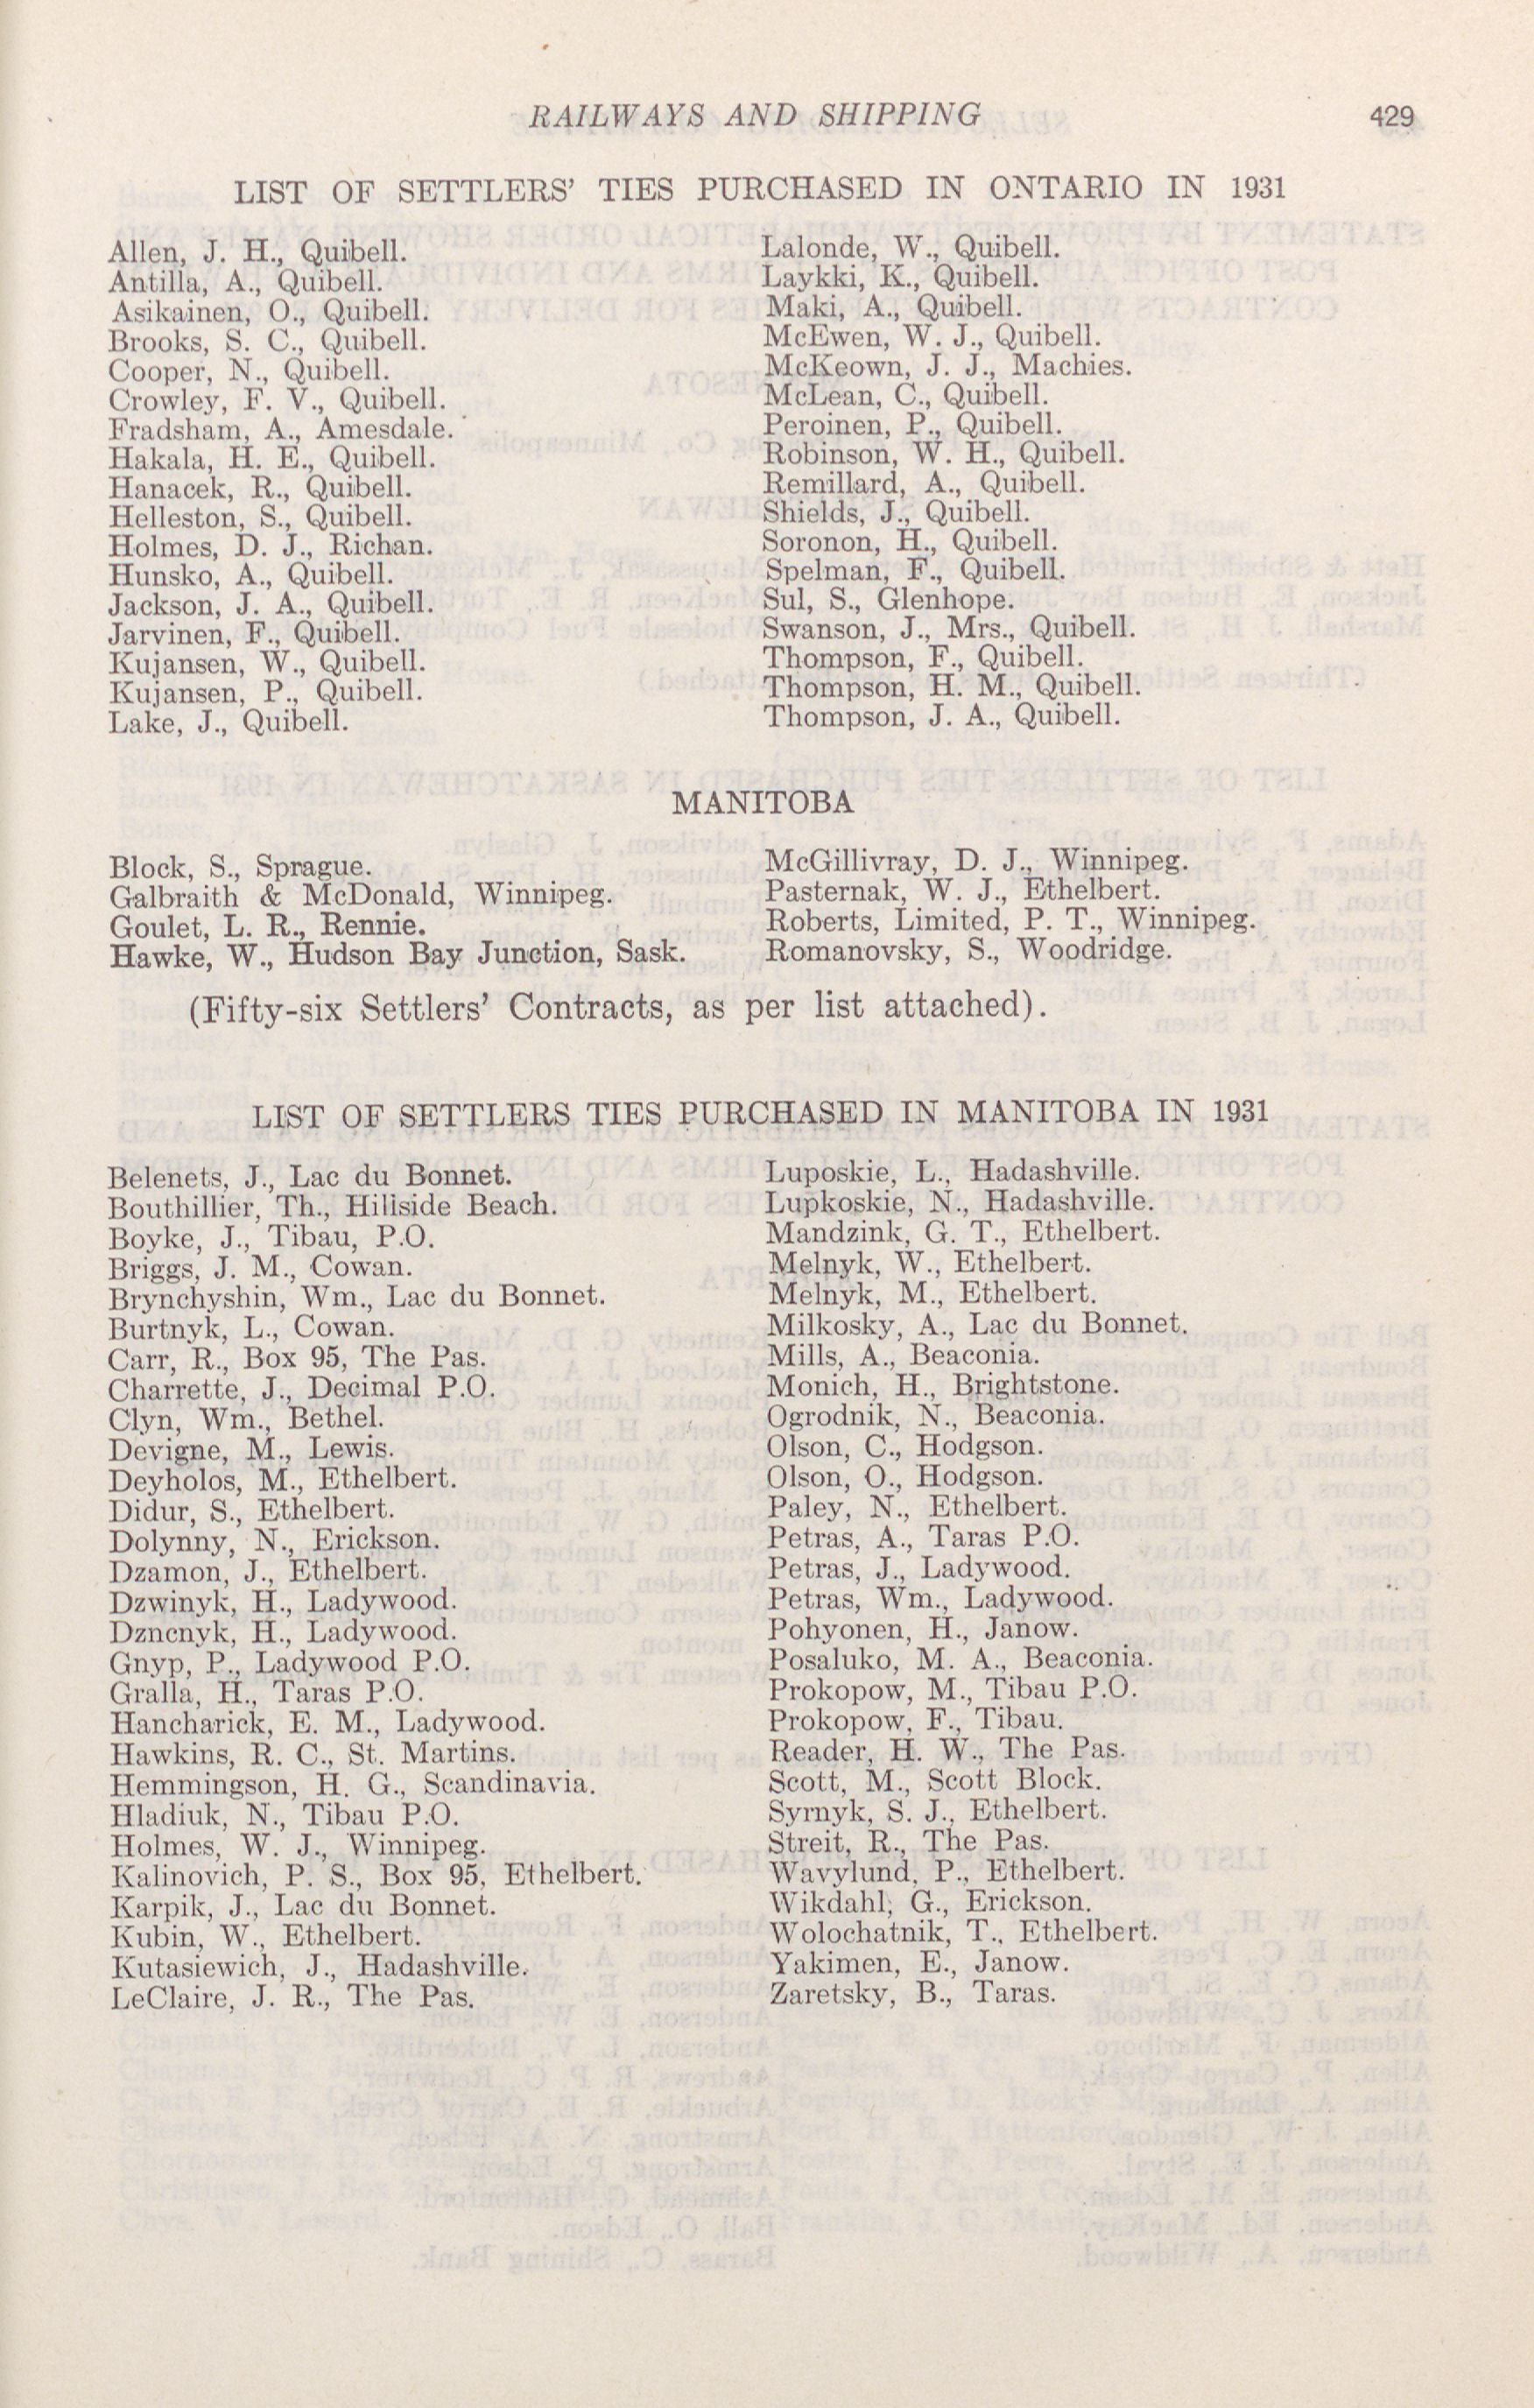 RAILWAYS AND SHIPPING 429
LIST OF SETTLERS' TIES PURCHASED IN ONTARIO IN 1931
Allen, J. H., Quibell.
Antilla, A., Quibell.
Asikainen, O., Quibell.
Brooks, S. C., Quibell.
Cooper, N., Quibell.
Crowley, F. V., Quibell.
Fradsham, A., Amesdale.
Hakala, H. E., Quibell.
Hanacek, R., Quibell.
Helleston, S., Quibell.
Holmes, D. J., Richan.
Hunsko, A., Quibell.
Jackson, J. A., Quibell.
Jarvinen, F., Quibell.
Kujansen, W., Quibell.
Kujansen, P., Quibell.
Lake, J., Quibell.
Lalonde, W., Quibell.
Laykki, K., Quibell.
Maki, A., Quibell.
McEwen, W. J., Quibell.
McKeown, J. J., Machies.
McLean, C., Quibell.
Peroinen, P., Quibell.
Robinson, W. H., Quibell.
Remillard, A., Quibell.
Shields, J., Quibell.
Soronon, H., Quibell.
Spelman, F., Quibell.
Sul, S., Glenhope.
Swanson, J., Mrs., Quibell.
Thompson, F., Quibell.
Thompson, H. M., Quibell.
Thompson, J. A., Quibell.
MANITOBA
Block, S., Sprague.
Galbraith & McDonald, Winnipeg.
Goulet, L. R., Rennie.
Hawke, W., Hudson Bay Junction, Sask.
McGillivray, D. J., Winnipeg.
Pasternak, W. J., Ethelbert.
Roberts, Limited, P. T., Winnipeg.
Romanovsky, S., Woodridge.
(Fifty-six Settlers' Contracts, as per list attached).
LIST OF SETTLERS TIES PURCHASED IN MANITOBA IN 1931
Belenets, J., Lac du Bonnet.
Bouthillier, Th., Hillside Beach.
Boyke, J., Tibau, P.O.
Briggs, J. M., Cowan.
Brynchyshin, Wm., Lac du Bonnet.
Burtnyk, L., Cowan.
Carr, R., Box 95, The Pas.
Charrette, J., Decimal P.O.
Clyn, Wm., Bethel.
Devigne, M., Lewis.
Deyholos, M., Ethelbert.
Didur, S., Ethelbert.
Dolynny, N., Erickson.
Dzamon, J., Ethelbert.
Dzwinyk, H., Ladywood.
Dzncnyk, H., Ladywood.
Gnyp, P., Ladywood P.O.
Gralla, H., Taras P.O.
Hancharick, E. M., Ladywood.
Hawkins, R. C., St. Martins.
Hemmingson, H. G., Scandinavia.
Hladiuk, N., Tibau P.O.
Holmes, W. J., Winnipeg.
Kalinovich, P. S., Box 95, Ethelbert.
Karpik, J., Lac du Bonnet.
Kubin, W., Ethelbert.
Kutasiewich, J., Hadashville.
LeClaire, J. R., The Pas.
Luposkie, L., Hadashville.
Lupkoskie, N., Hadashville.
Mandzink, G. T., Ethelbert.
Melnyk, W., Ethelbert.
Melnyk, M., Ethelbert.
Milkosky, A., Lac du Bonnet.
Mills, A., Beaconia.
Monich, H., Brightstone.
Ogrodnik, N., Beaconia.
Olson, C., Hodgson.
Olson, O., Hodgson.
Paley, N., Ethelbert.
Petras, A., Taras P.O.
Petras, J., Ladywood.
Petras, Wm., Ladywood.
Pohyonen, H., Janow.
Posaluko, M. A., Beaconia.
Prokopow, M., Tibau P.O.
Prokopow, F., Tibau.
Reader, H. W., The Pas.
Scott, M., Scott Block.
Syrnyk, S. J., Ethelbert.
Streit, R., The Pas.
Wavylund, P., Ethelbert.
Wikdahl, G., Erickson.
Wolochatnik, T., Ethelbert.
Yakimen, E., Janow.
Zaretsky, B., Taras.